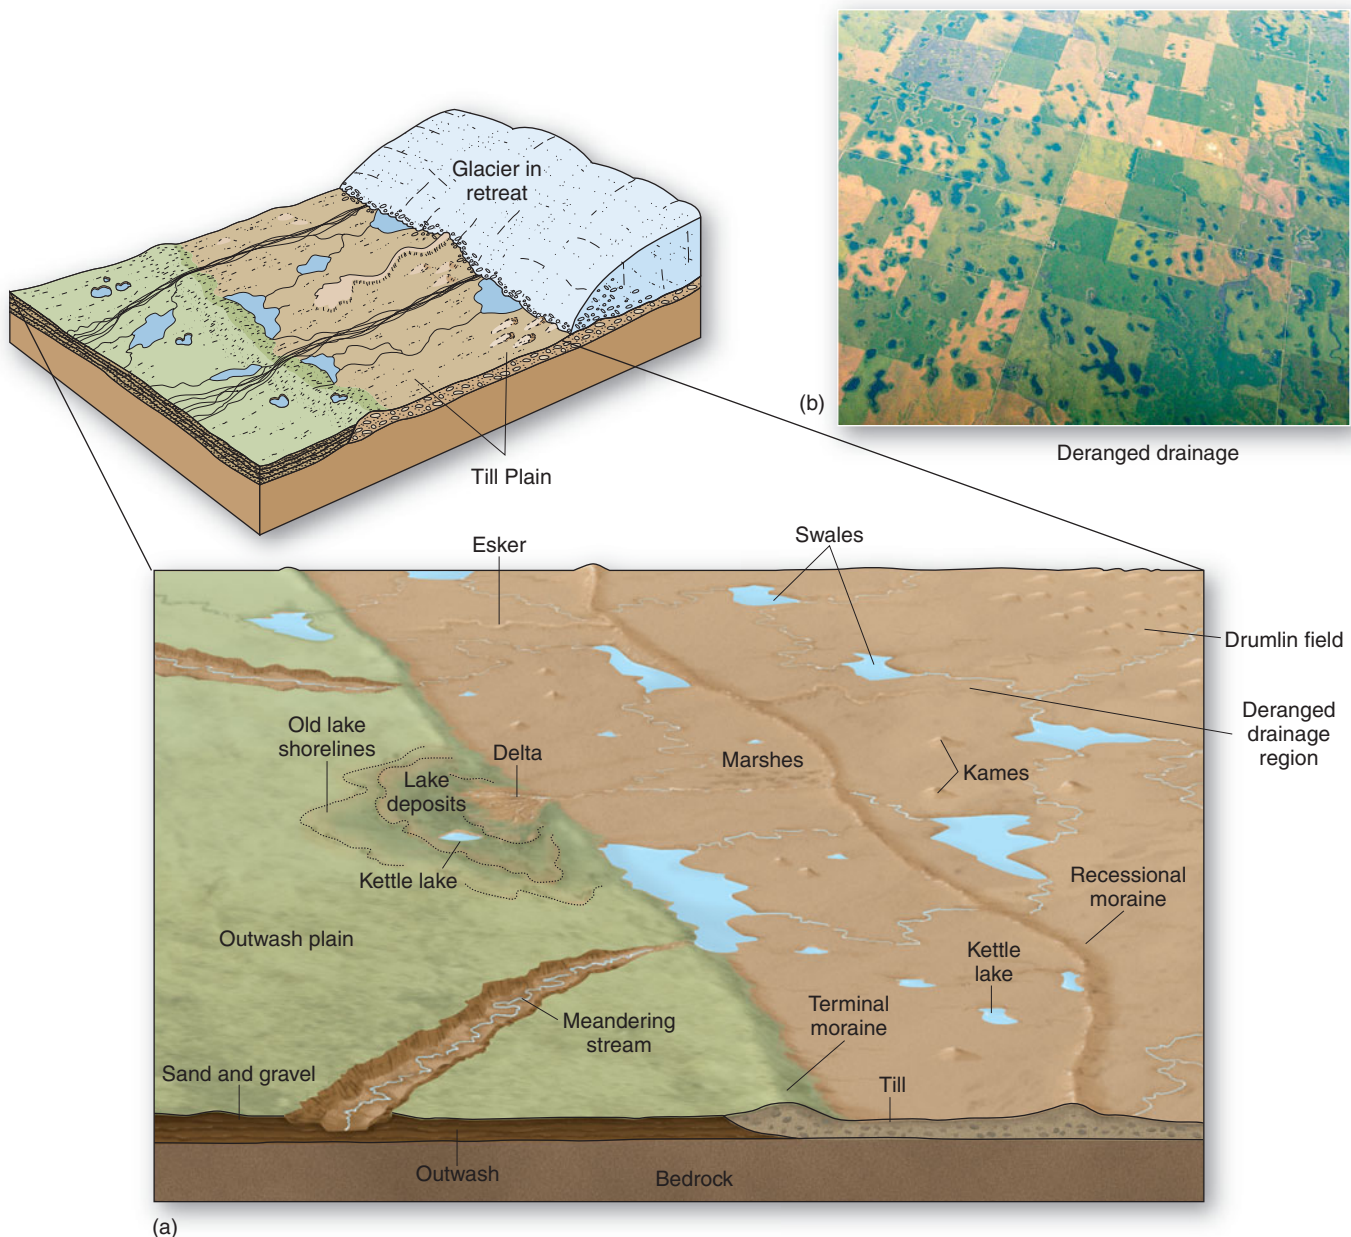 Glacier in
retreat
Till Plain
(b)
Deranged drainage
Esker
Swales
Drumlin field
Deranged
drainage
region
Old lake
shorelines
Delta
Lake
deposits
Marshes
Kames
Kettle lake
Recessional
moraine
Outwash plain
Kettle
lake
Terminal
moraine
Meandering
stream
Sand and gravel
Till
Outwash
Bedrock
(a)